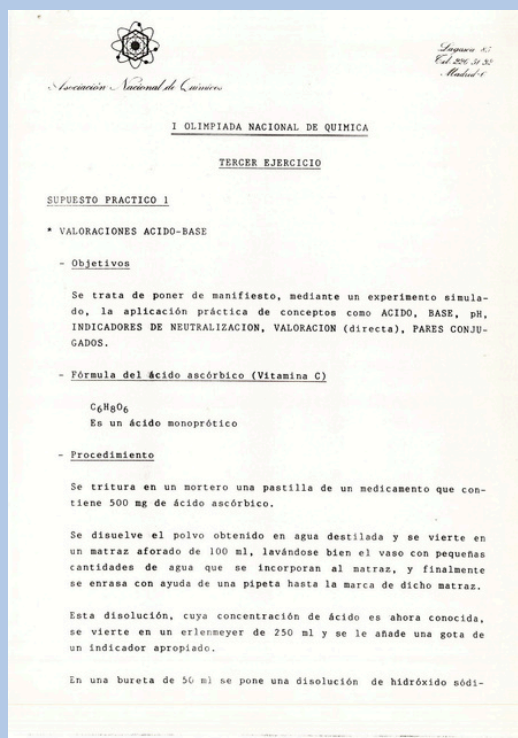 Lagasca 83
Tel. 226 31 32
Madrid-6
Asociación Nacional de Químicos
I OLIMPIADA NACIONAL DE QUIMICA
TERCER EJERCICIO
SUPUESTO PRACTICO 1
* VALORACIONES ACIDO-BASE
- Objetivos
Se trata de poner de manifiesto, mediante un experimento simula-
do, la aplicación práctica de conceptos como ACIDO, BASE, pH,
INDICADORES DE NEUTRALIZACION, VALORACION (directa), PARES CONJU-
GADOS.
- Fórmula del ácido ascórbico (Vitamina C)
C₆H₈O₆
Es un ácido monoprótico
- Procedimiento
Se tritura en un mortero una pastilla de un medicamento que con-
tiene 500 mg de ácido ascórbico.
Se disuelve el polvo obtenido en agua destilada y se vierte en
un matraz aforado de 100 ml, lavándose bien el vaso con pequeñas
cantidades de agua que se incorporan al matraz, y finalmente
se enrasa con ayuda de una pipeta hasta la marca de dicho matraz.
Esta disolución, cuya concentración de ácido es ahora conocida,
se vierte en un erlenmeyer de 250 ml y se le añade una gota de
un indicador apropiado.
En una bureta de 50 ml se pone una disolución de hidróxido sódi-